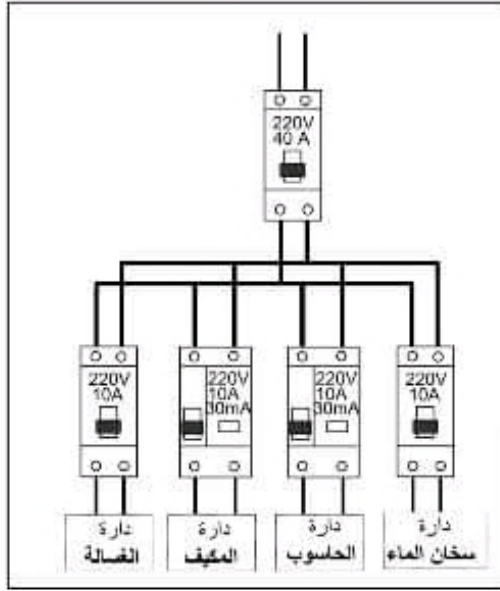 220V
40 A
220V
10A
220V
10A
30mA
220V
10A
30mA
220V
10A
دارة
الغسالة
دارة
المكيف
دارة
الحاسوب
دارة
سخان الماء